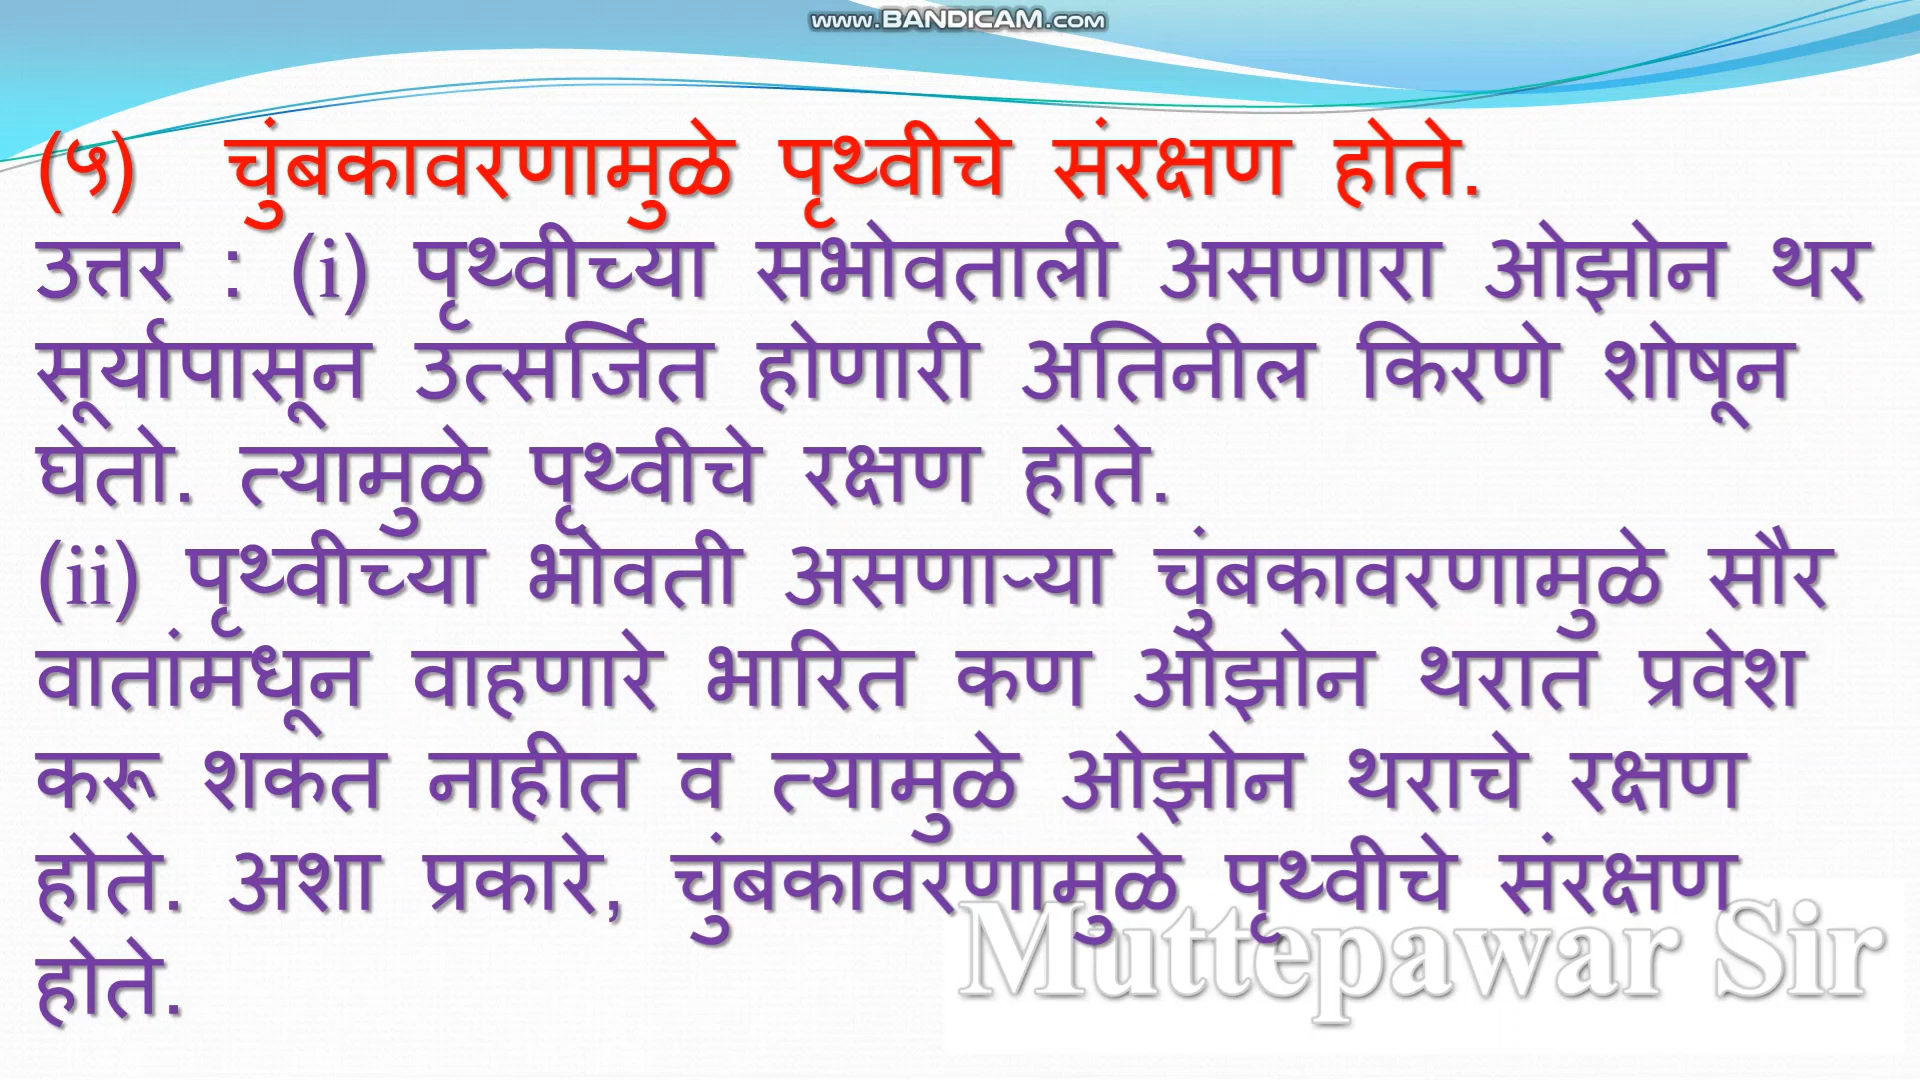 www.BANDICAM.com
(५) चुंबकावरणामुळे पृथ्वीचे संरक्षण होते.
उत्तर : (i) पृथ्वीच्या सभोवताली असणारा ओझोन थर
सूर्यापासून उत्सर्जित होणारी अतिनील किरणे शोषून
घेतो. त्यामुळे पृथ्वीचे रक्षण होते.
(ii) पृथ्वीच्या भोवती असणाऱ्या चुंबकावरणामुळे सौर
वातांमधून वाहणारे भारित कण ओझोन थरात प्रवेश
करू शकत नाहीत व त्यामुळे ओझोन थराचे रक्षण
होते. अशा प्रकारे, चुंबकावरणामुळे पृथ्वीचे संरक्षण
होते.
Muttepawar Sir